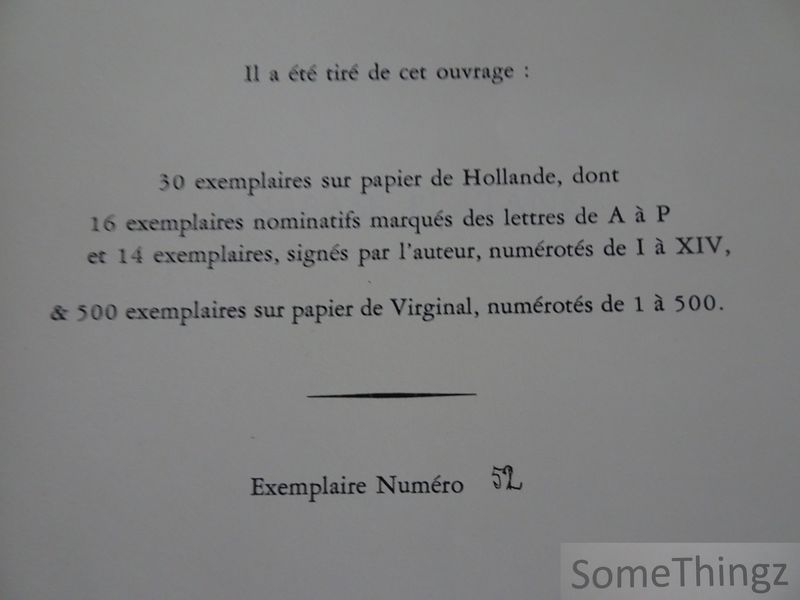 Il a été tiré de cet ouvrage :
30 exemplaires sur papier de Hollande, dont
16 exemplaires nominatifs marqués des lettres de A à P
et 14 exemplaires, signés par l'auteur, numérotés de I à XIV,
& 500 exemplaires sur papier de Virginal, numérotés de 1 à 500.
Exemplaire Numéro 52
SomeThingz